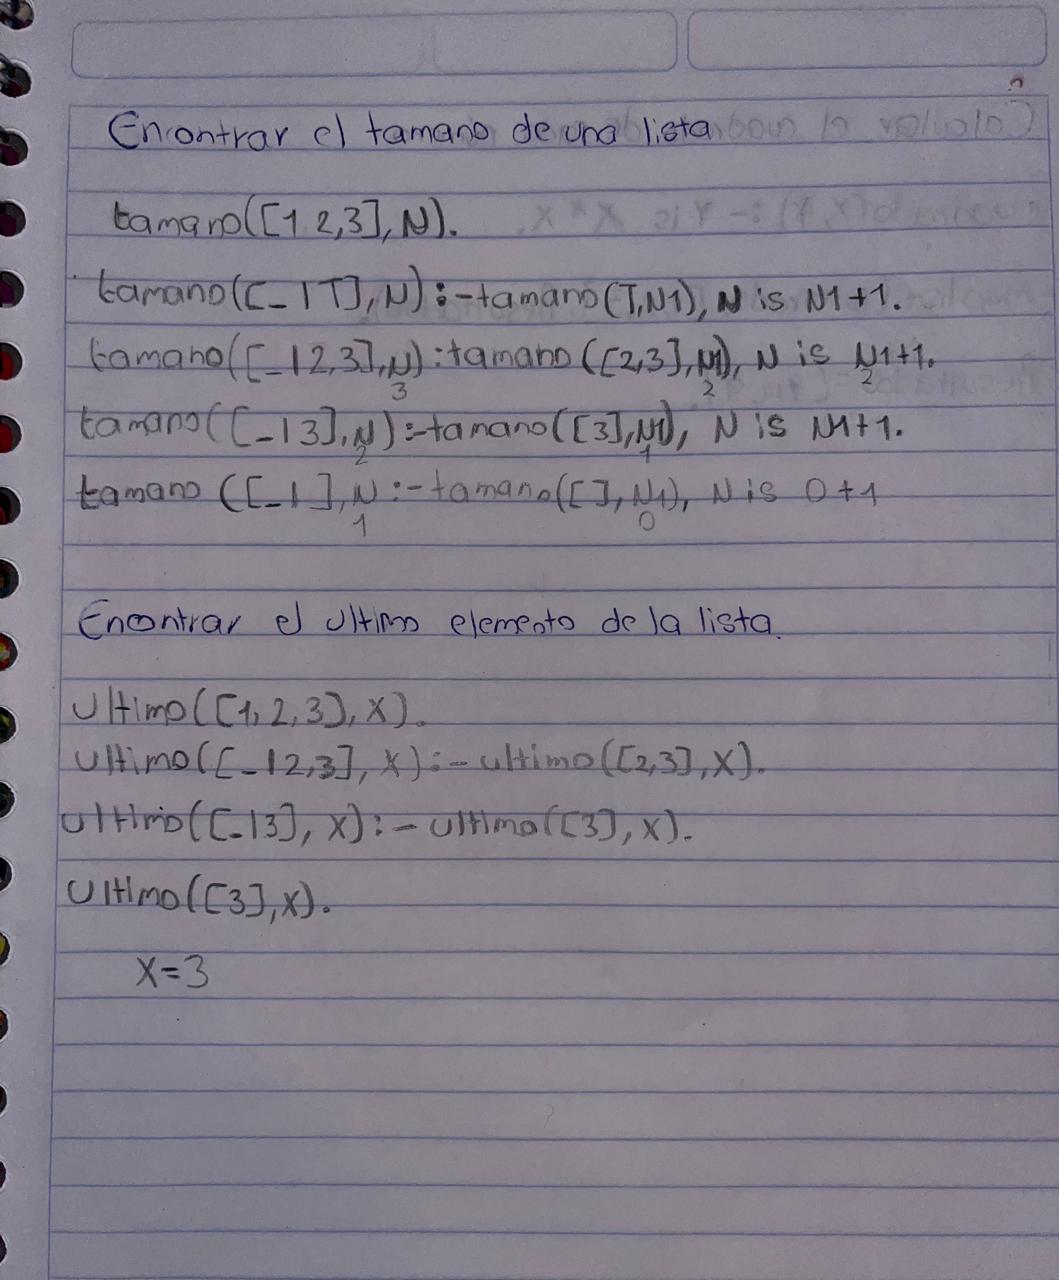 Encontrar el tamano de una lista
tamano([1 2,3],N).
tamano([_|T],N):-tamano(T,N1), N is N1+1.
tamano([_|2,3],N):tamano([2,3],N1), N is N1+1.
3 2 2
tamano([_|3],N):-tamano([3],N1), N is N1+1.
2 1
tamano([_|],N:-tamano([],N1), N is 0+1
1 0
Encontrar el ultimo elemento de la lista.
Ultimo([1,2,3],X).
ultimo([_|2,3],X):-ultimo([2,3],X).
ultimo([_|3],X):-ultimo([3],X).
Ultimo([3],X).
X=3